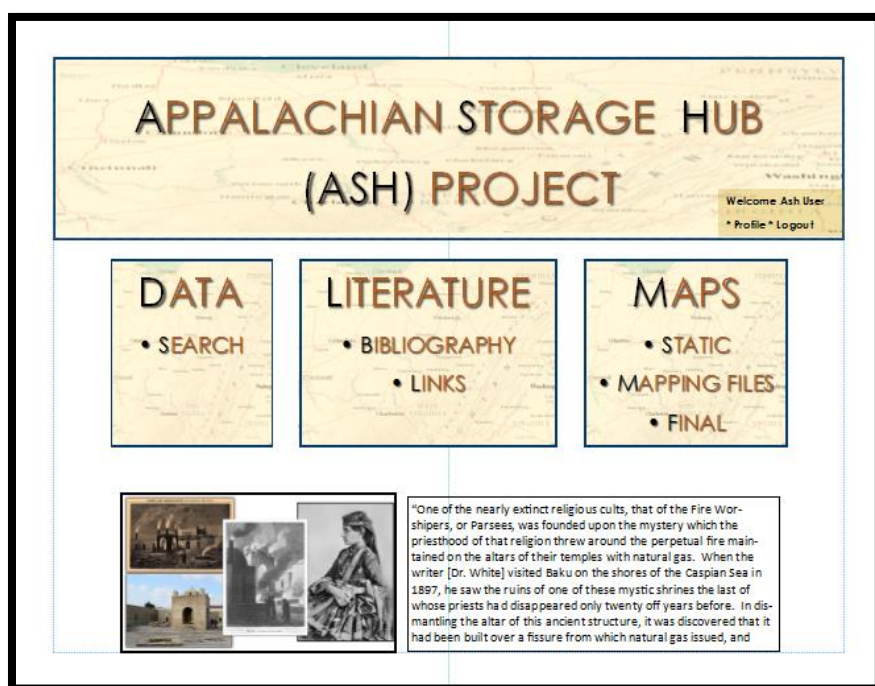 APPALACHIAN STORAGE HUB
(ASH) PROJECT
Welcome Ash User
* Profile * Logout
DATA
• SEARCH
LITERATURE
• BIBLIOGRAPHY
• LINKS
MAPS
• STATIC
• MAPPING FILES
• FINAL
"One of the nearly extinct religious cults, that of the Fire Wor-
shipers, or Parsees, was founded upon the mystery which the
priesthood of that religion threw around the perpetual fire main-
tained on the altars of their temples with natural gas. When the
writer [Dr. White] visited Baku on the shores of the Caspian Sea in
1897, he saw the ruins of one of these mystic shrines the last of
whose priests had disappeared only twenty off years before. In dis-
mantling the altar of this ancient structure, it was discovered that it
had been built over a fissure from which natural gas issued, and